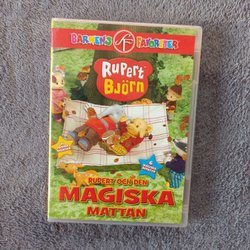 BARNENS FAVORITER
RUPERT
BJÖRN
RUPERT OCH DEN
MAGISKA
MATTAN